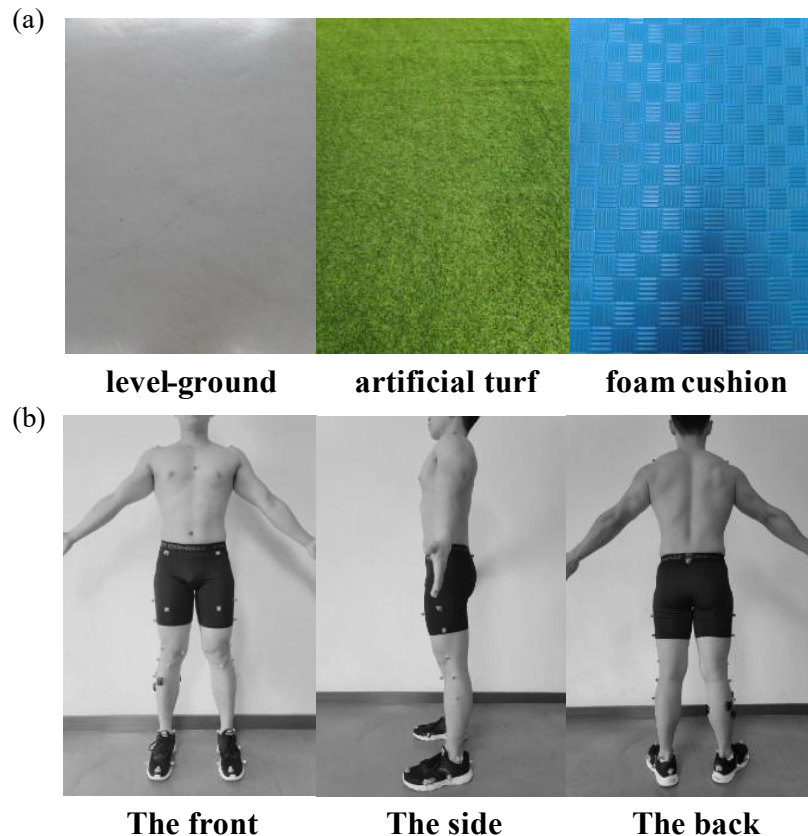 (a)
level-ground artificial turf foam cushion
(b)
The front The side The back